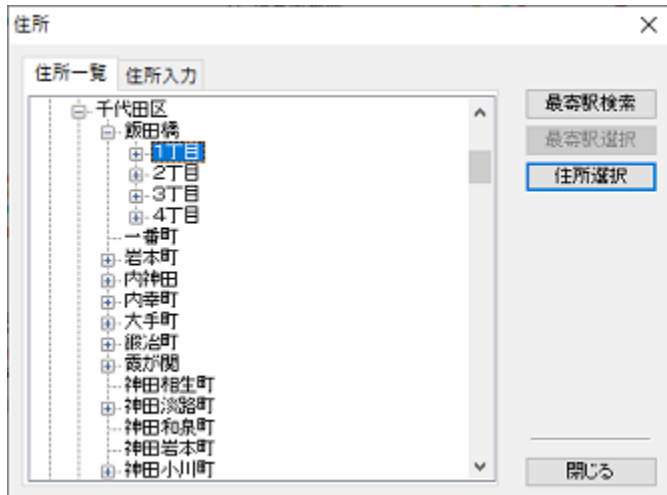 住所
住所一覧
住所入力
千代田区
飯田橋
1丁目
2丁目
3丁目
4丁目
一番町
岩本町
内神田
内幸町
大手町
鍛冶町
霞が関
神田相生町
神田淡路町
神田和泉町
神田岩本町
神田小川町
最寄駅検索
最寄駅選択
住所選択
閉じる